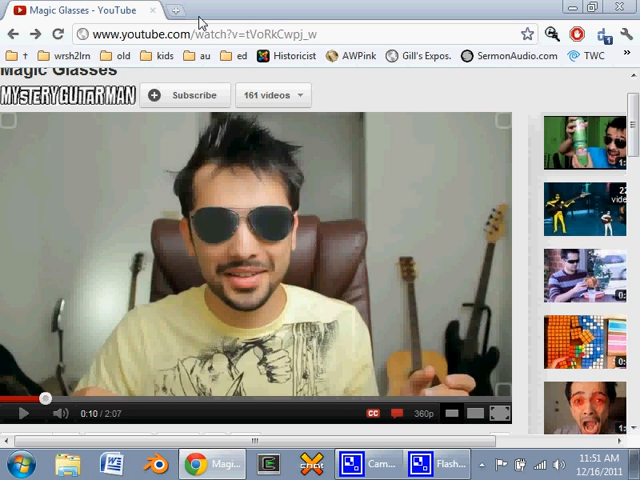 Magic Glasses - YouTube
www.youtube.com/watch?v=tVoRkCwpj_w
† wrsh2lrn old kids au ed Historicist AWPink Gill's Expos. SermonAudio.com TWC
Magic Glasses
MYSTERYGUITARMAN Subscribe 161 videos
22
0:10 / 2:07 CC 360p
Magi... Cam... Flash... 11:51 AM
12/16/2011